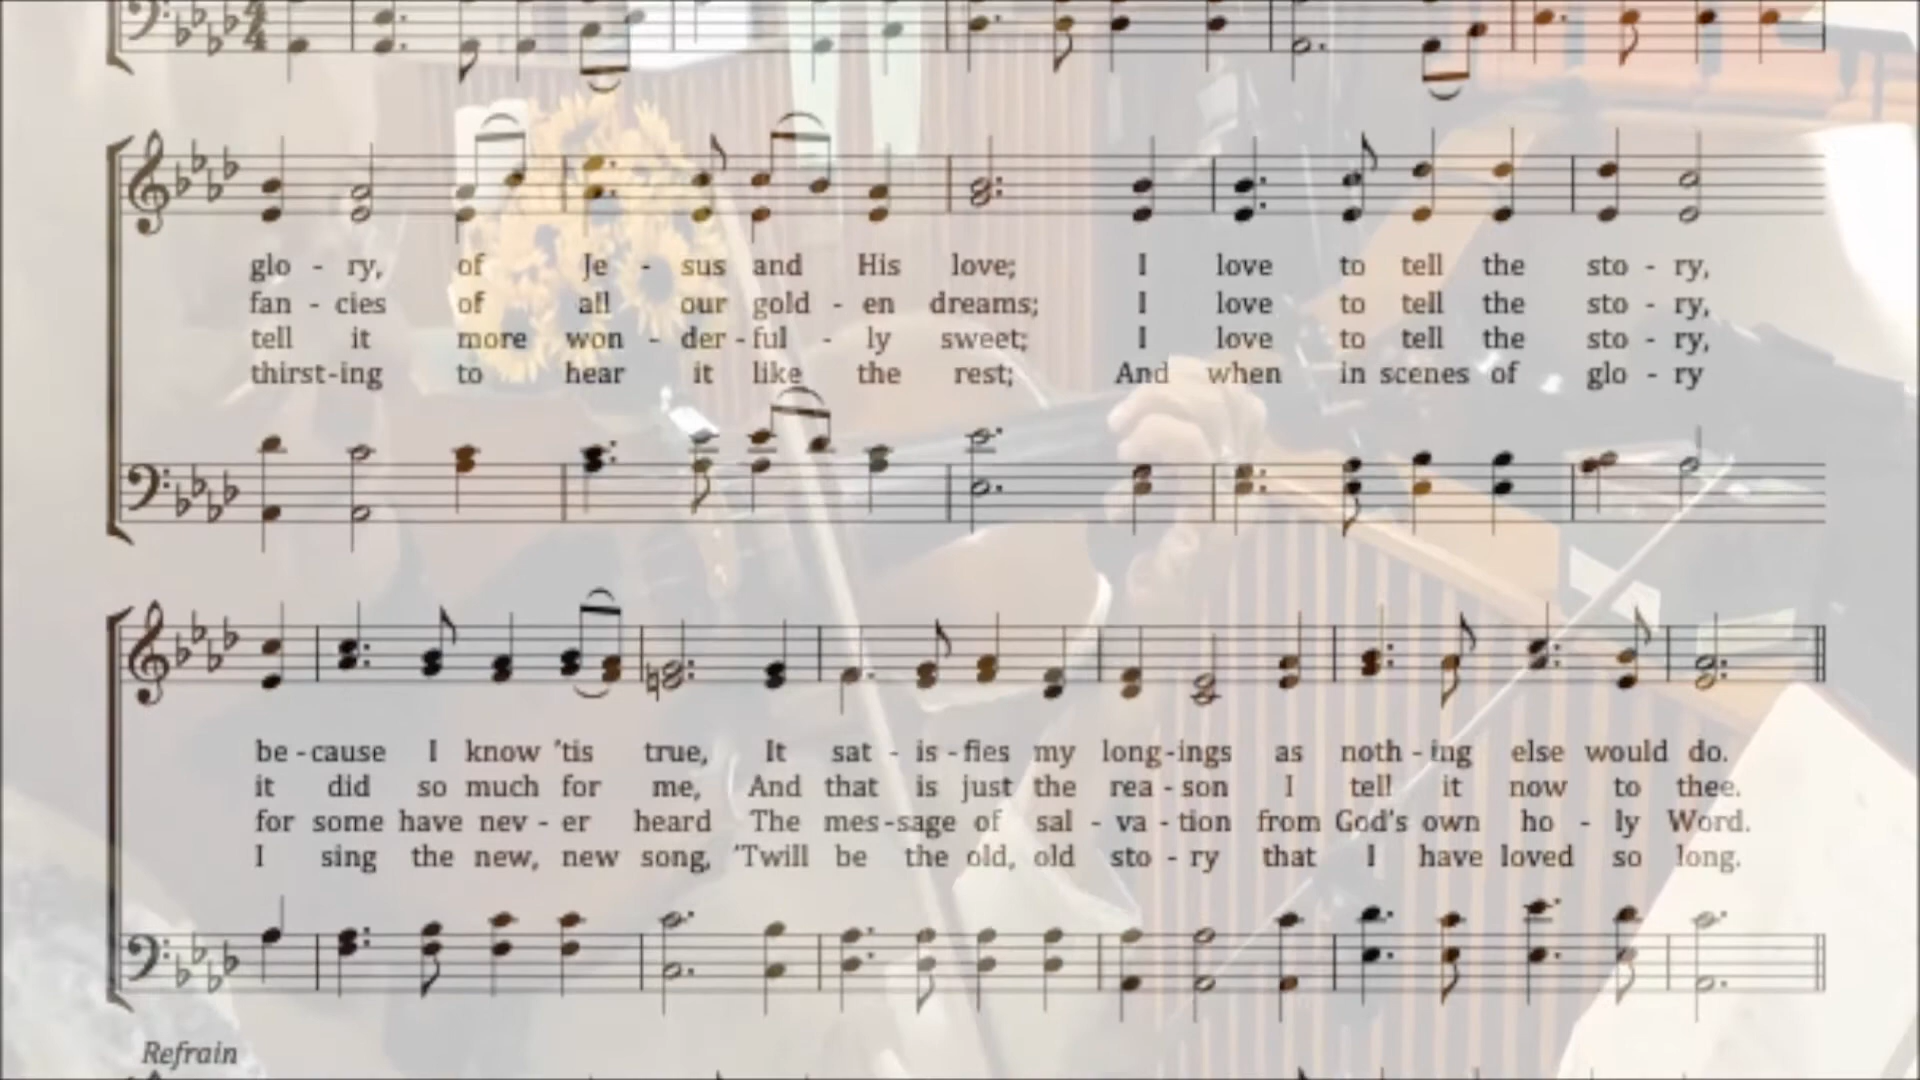 4
4
glo - ry, of Je - sus and His love; I love to tell the sto - ry,
fan - cies of all our gold - en dreams; I love to tell the sto - ry,
tell it more won - der - ful - ly sweet; I love to tell the sto - ry,
thirst-ing to hear it like the rest; And when in scenes of glo - ry
be - cause I know 'tis true, It sat - is - fies my long-ings as noth - ing else would do.
it did so much for me, And that is just the rea - son I tell it now to thee.
for some have nev - er heard The mes-sage of sal - va - tion from God's own ho - ly Word.
I sing the new, new song, 'Twill be the old, old sto - ry that I have loved so long.
Refrain